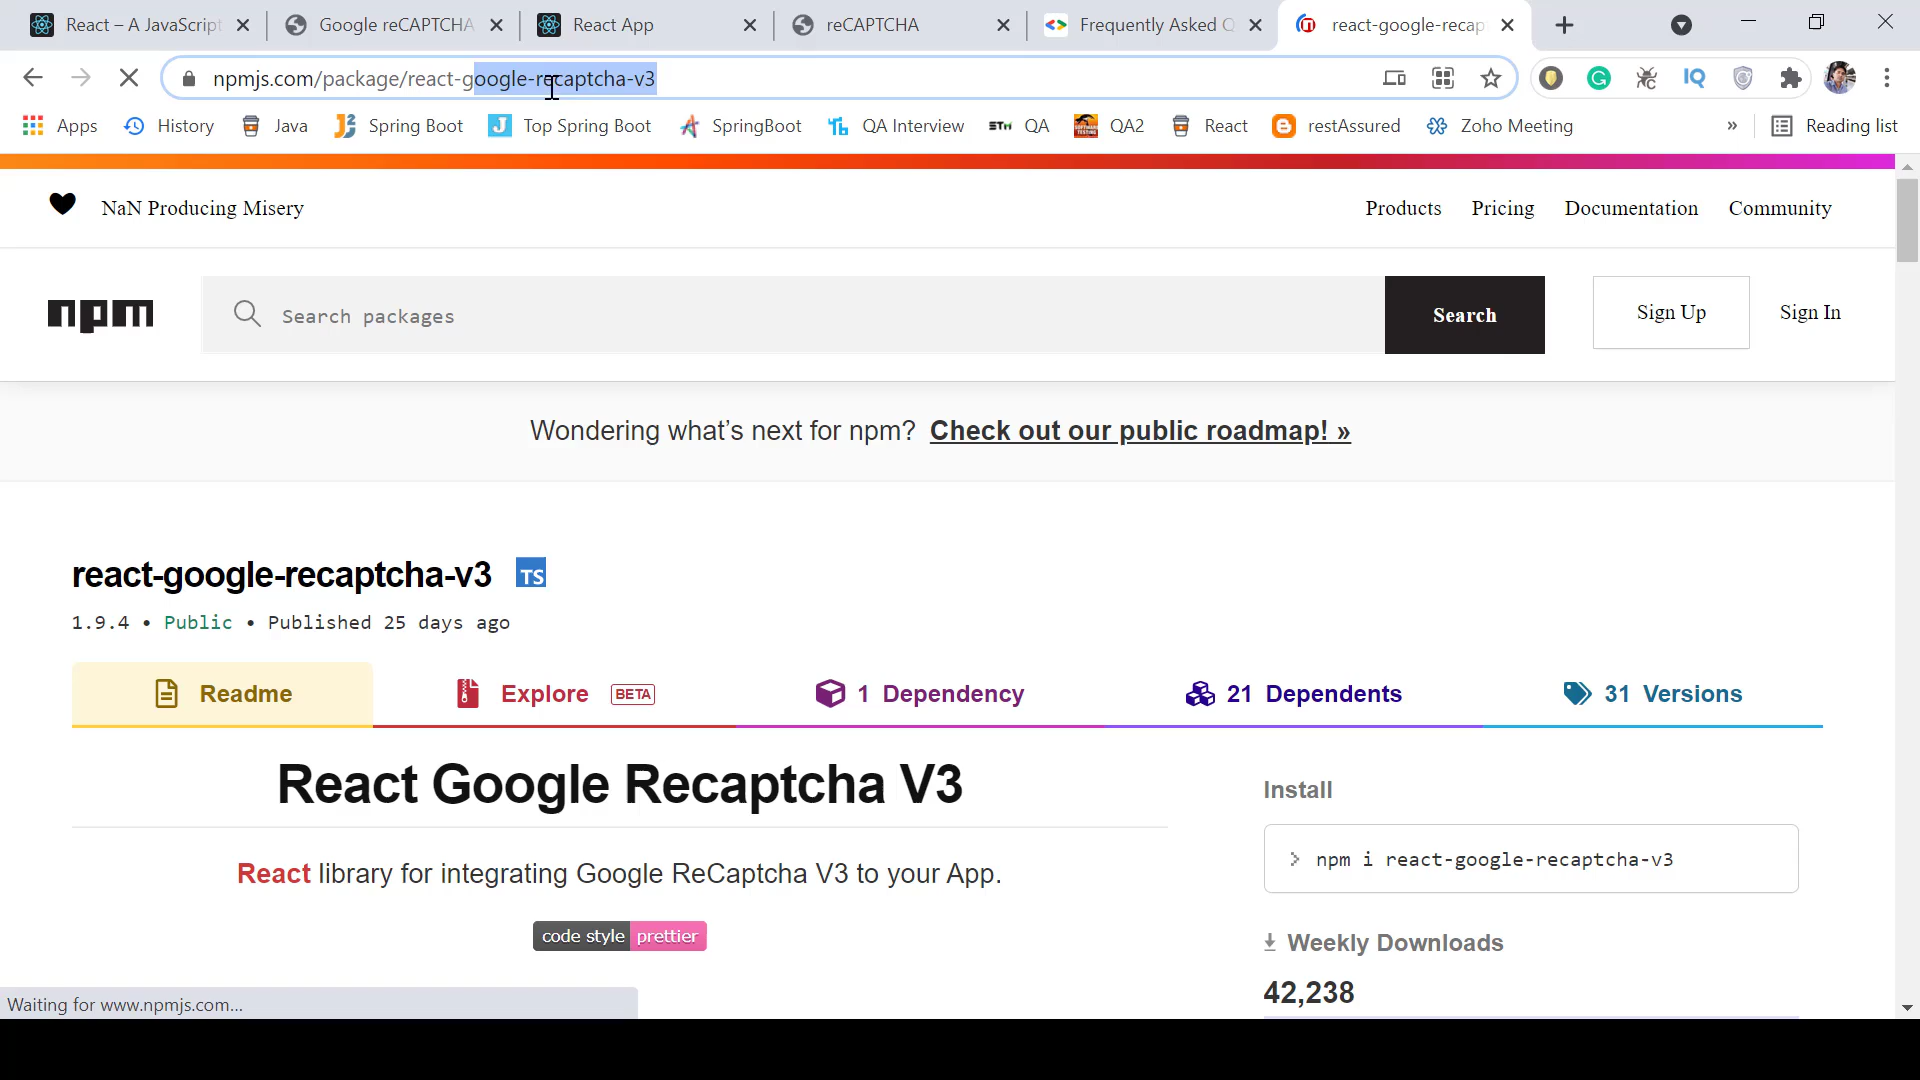 React – A JavaScript
Google reCAPTCHA
React App
reCAPTCHA
Frequently Asked Q
react-google-recap
npmjs.com/package/react-google-recaptcha-v3
Apps
History
Java
Spring Boot
Top Spring Boot
SpringBoot
QA Interview
QA
QA2
React
restAssured
Zoho Meeting
»
Reading list
NaN Producing Misery
Products
Pricing
Documentation
Community
npm
Search packages
Search
Sign Up
Sign In
Wondering what’s next for npm? Check out our public roadmap! »
react-google-recaptcha-v3 TS
1.9.4 • Public • Published 25 days ago
Readme
Explore BETA
1 Dependency
21 Dependents
31 Versions
React Google Recaptcha V3
React library for integrating Google ReCaptcha V3 to your App.
code style prettier
Install
> npm i react-google-recaptcha-v3
Weekly Downloads
42,238
Waiting for www.npmjs.com...